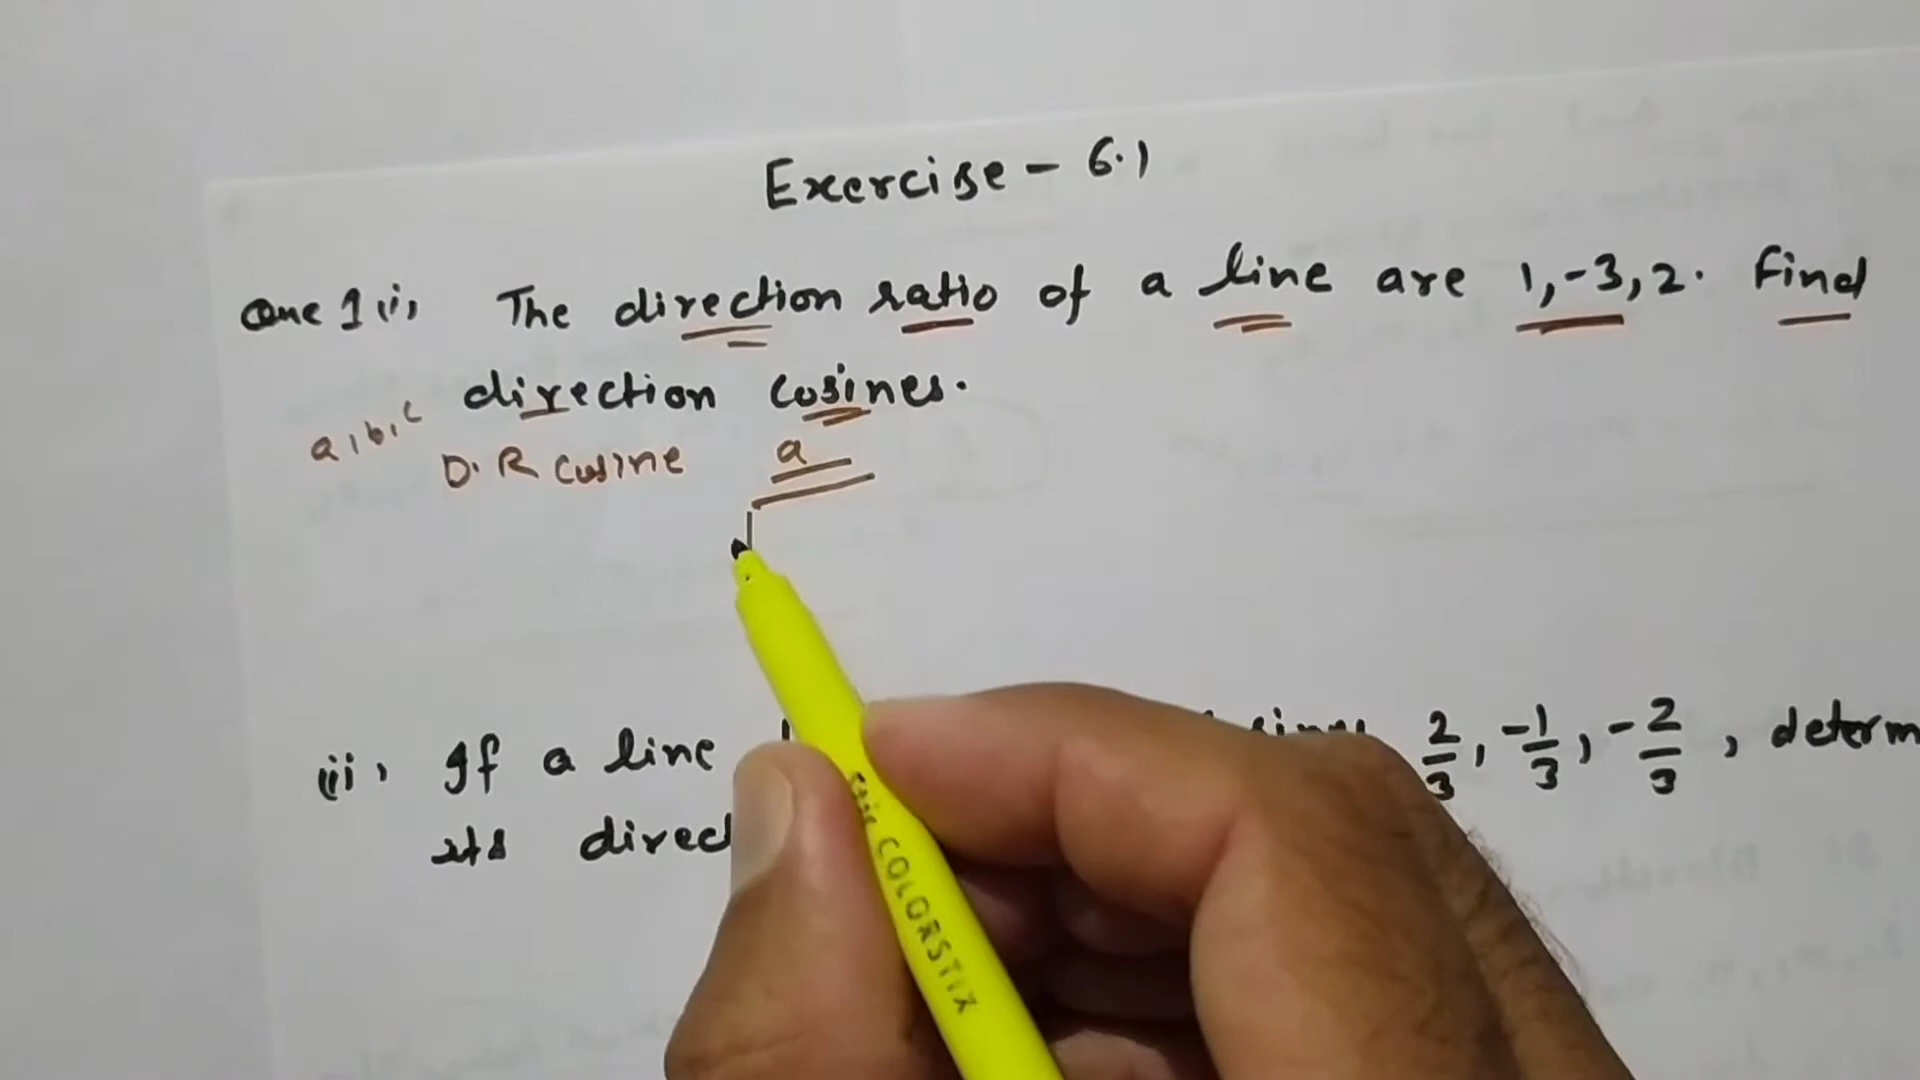 Exercise - 6.1
Que 1 (i), The direction ratio of a line are 1, -3, 2. Find
direction cosines.
a, b, c
D.R cosine a
(ii), If a line 2/3, -1/3, -2/3, determ
its direc
COLORSTIX